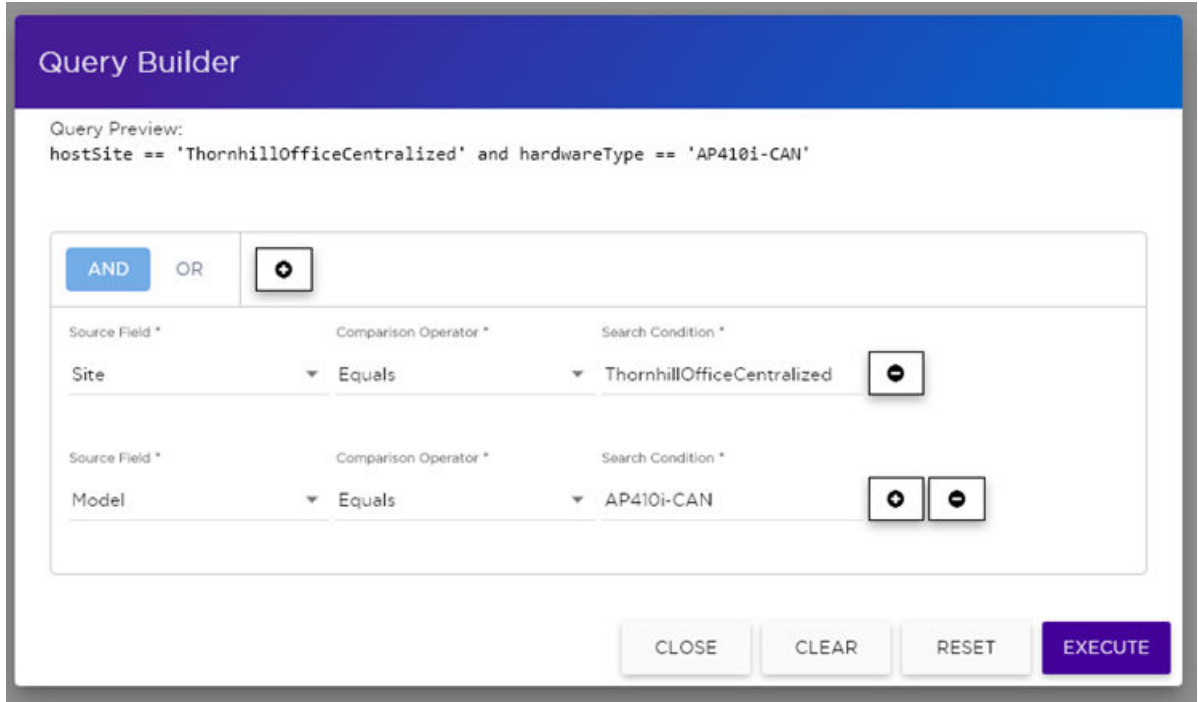 Query Builder
Query Preview:
hostSite == 'ThornhillOfficeCentralized' and hardwareType == 'AP410i-CAN'
AND OR
Source Field * Comparison Operator * Search Condition *
Site Equals ThornhillOfficeCentralized
Source Field * Comparison Operator * Search Condition *
Model Equals AP410i-CAN
CLOSE CLEAR RESET EXECUTE